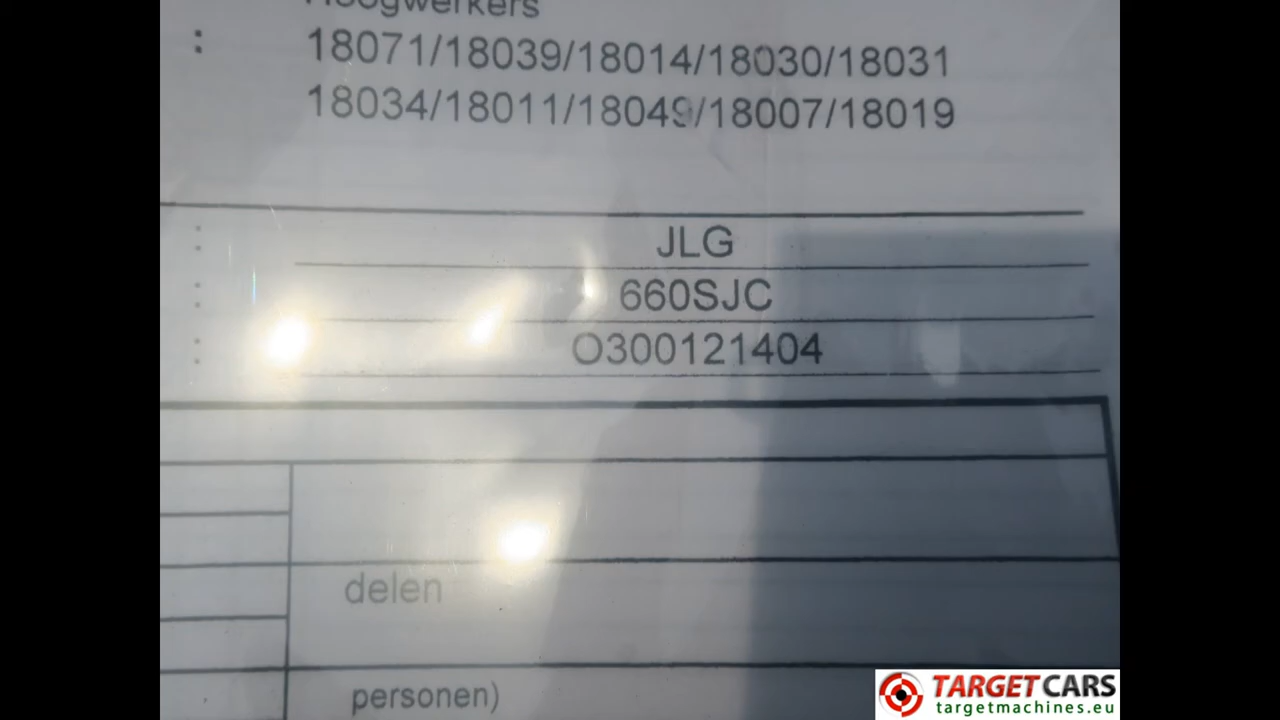 Hoogwerkers
: 18071/18039/18014/18030/18031
18034/18011/18049/18007/18019
: JLG
: 660SJC
: O300121404
delen
personen)
TARGET CARS
targetmachines.eu